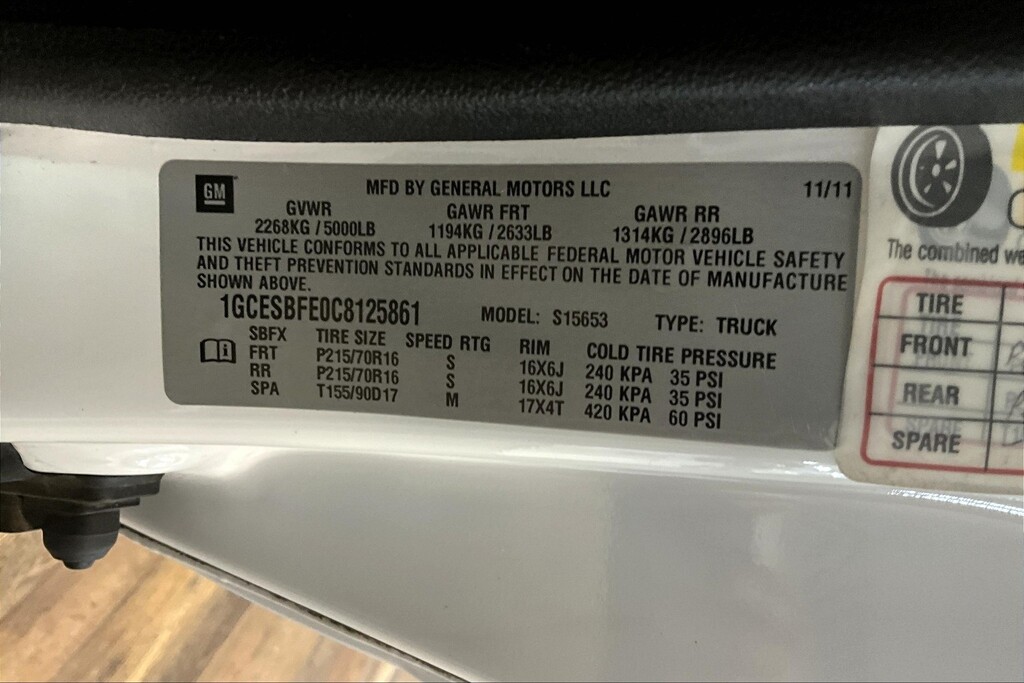 GM
MFD BY GENERAL MOTORS LLC 11/11
GVWR GAWR FRT GAWR RR
2268KG / 5000LB 1194KG / 2633LB 1314KG / 2896LB
THIS VEHICLE CONFORMS TO ALL APPLICABLE FEDERAL MOTOR VEHICLE SAFETY
AND THEFT PREVENTION STANDARDS IN EFFECT ON THE DATE OF MANUFACTURE
SHOWN ABOVE.
1GCESBFE0C8125861 MODEL: S15653 TYPE: TRUCK
SBFX TIRE SIZE SPEED RTG RIM COLD TIRE PRESSURE
FRT P215/70R16 S 16X6J 240 KPA 35 PSI
RR P215/70R16 S 16X6J 240 KPA 35 PSI
SPA T155/90D17 M 17X4T 420 KPA 60 PSI
The combined
TIRE
FRONT
REAR
SPARE